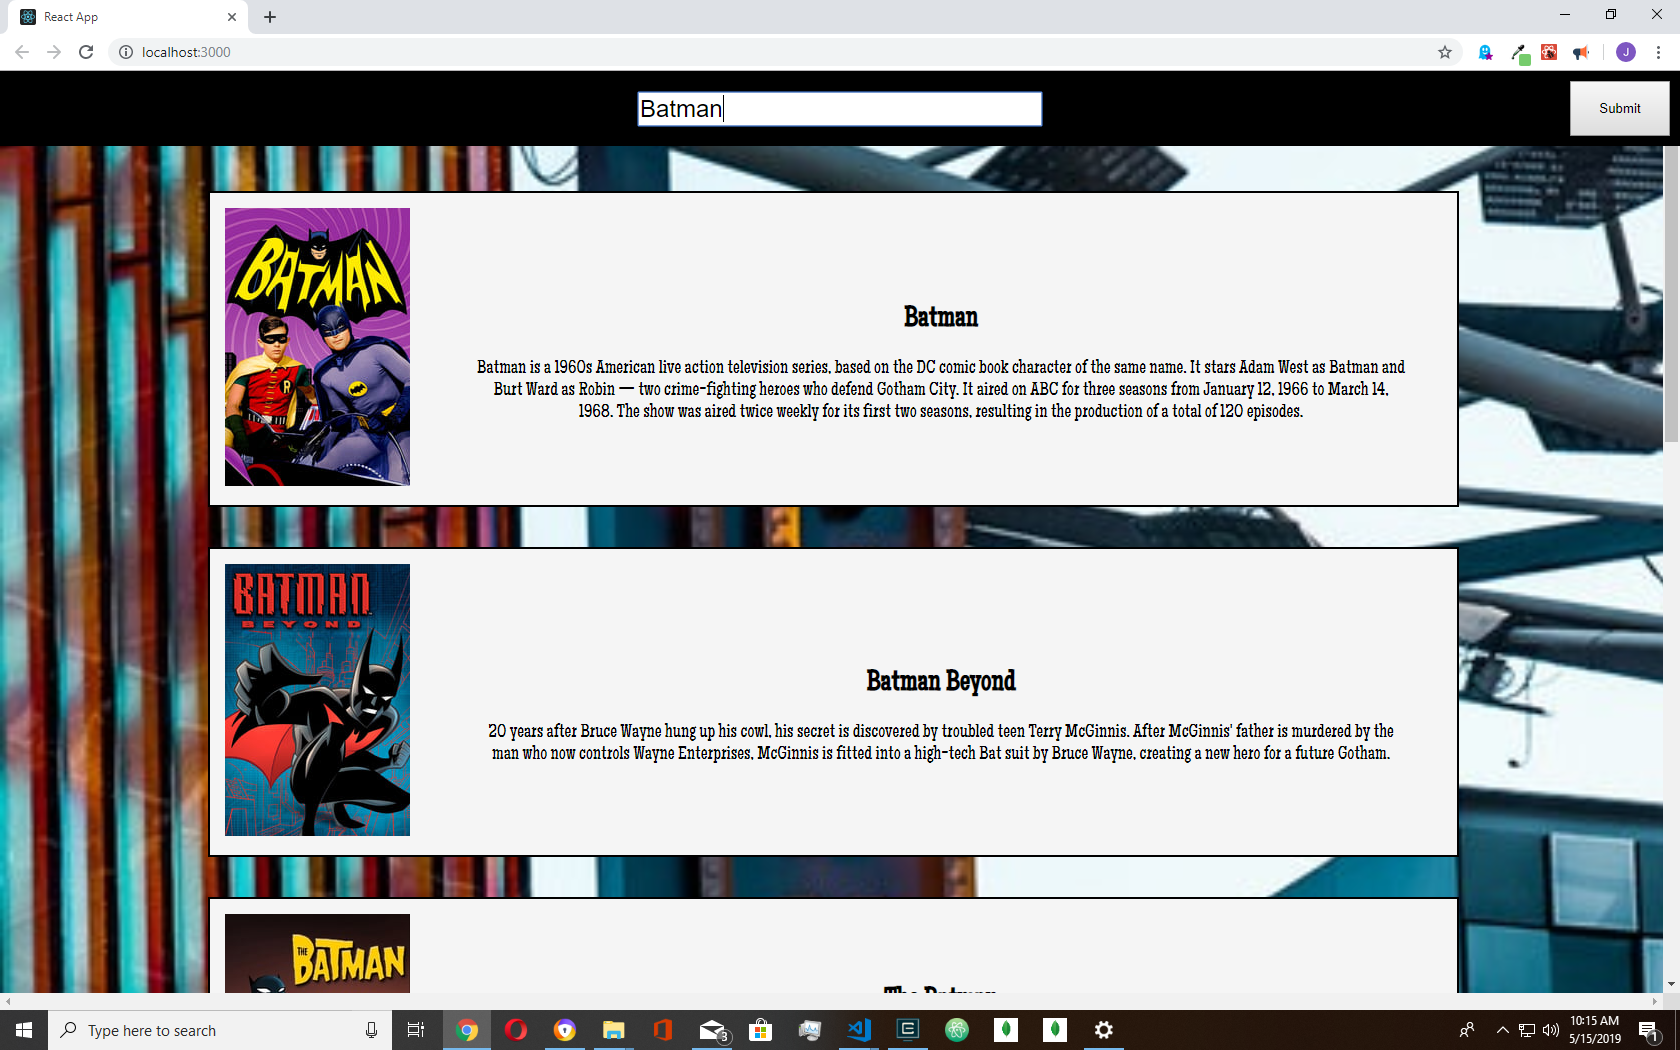 React App
localhost:3000
J
Batman
Submit
BATMAN
R
Batman
Batman is a 1960s American live action television series, based on the DC comic book character of the same name. It stars Adam West as Batman and
Burt Ward as Robin — two crime-fighting heroes who defend Gotham City. It aired on ABC for three seasons from January 12, 1966 to March 14,
1968. The show was aired twice weekly for its first two seasons, resulting in the production of a total of 120 episodes.
BATMAN
BEYOND
Batman Beyond
20 years after Bruce Wayne hung up his cowl, his secret is discovered by troubled teen Terry McGinnis. After McGinnis' father is murdered by the
man who now controls Wayne Enterprises, McGinnis is fitted into a high-tech Bat suit by Bruce Wayne, creating a new hero for a future Gotham.
THE
BATMAN
The Batman
Type here to search
3
10:15 AM
5/15/2019
1